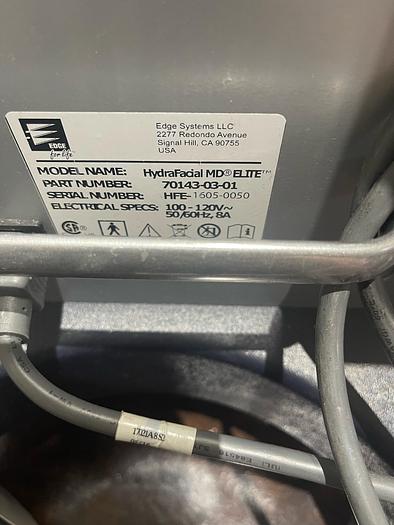 EDGE
for life™
Edge Systems LLC
2277 Redondo Avenue
Signal Hill, CA 90755
USA
MODEL NAME: HydraFacial MD® ELITE™
PART NUMBER: 70143-03-01
SERIAL NUMBER: HFE-1605-0050
ELECTRICAL SPECS: 100-120V~
50/60Hz, 8A